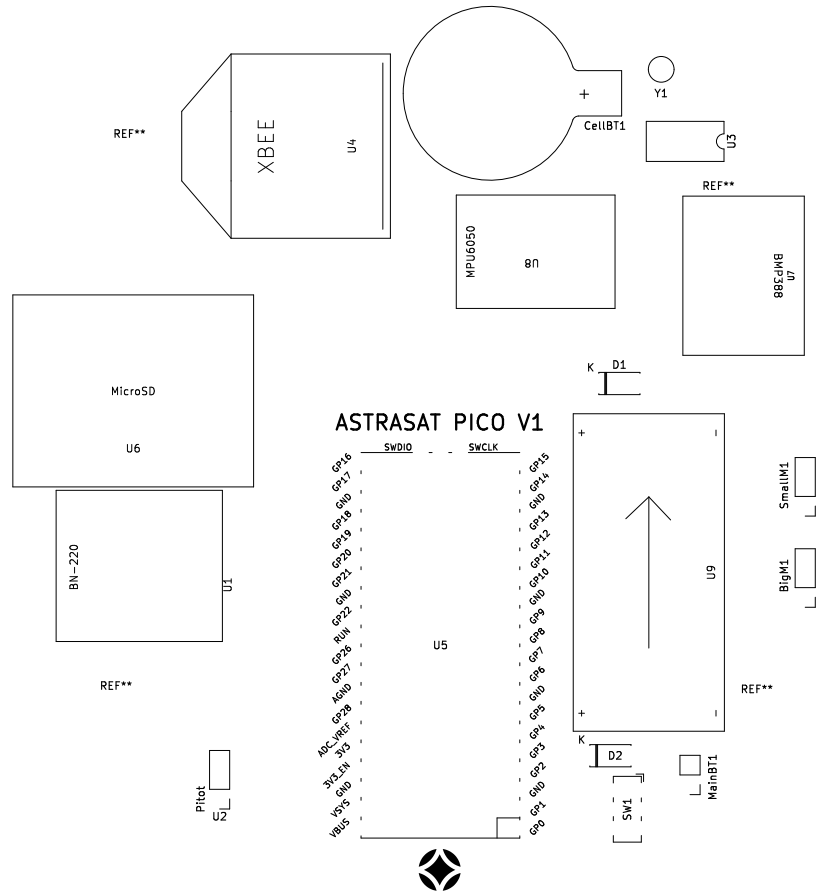 REF**
XBEE
U4
+
CellBT1
Y1
U3
REF**
MPU6050
U8
BMP388
U7
MicroSD
U6
K
D1
ASTRASAT PICO V1
SWDIO
SWCLK
GP16
GP17
GND
GP18
GP19
GP20
GP21
GND
GP22
RUN
GP26
GP27
AGND
GP28
ADC_VREF
3V3
3V3_EN
GND
VSYS
VBUS
U5
GP15
GP14
GND
GP13
GP12
GP11
GP10
GND
GP9
GP8
GP7
GP6
GND
GP5
GP4
GP3
GP2
GND
GP1
GP0
+ -
U9
+ -
SmallM1
BigM1
BN-220
U1
REF**
REF**
Pitot
U2
K
D2
SW1
MainBT1